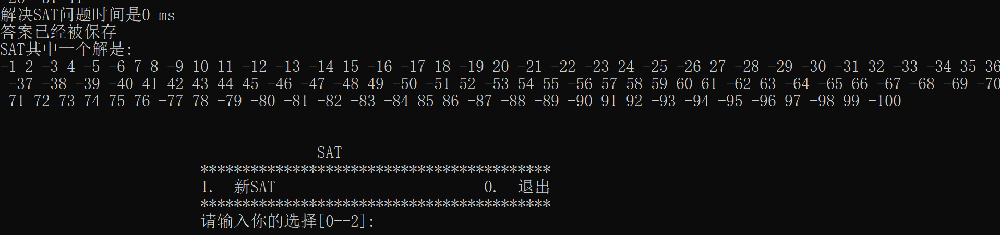 解决SAT问题时间是0 ms
答案已经被保存
SAT其中一个解是:
-1 2 -3 4 -5 -6 7 8 -9 10 11 -12 -13 -14 15 -16 -17 18 -19 20 -21 -22 -23 24 -25 -26 27 -28 -29 -30 -31 32 -33 -34 35 36
-37 -38 -39 -40 41 42 43 44 45 -46 -47 -48 49 -50 -51 52 -53 54 55 -56 57 58 59 60 61 -62 63 -64 -65 66 -67 -68 -69 -70
71 72 73 74 75 76 -77 78 -79 -80 -81 -82 -83 -84 85 86 -87 -88 -89 -90 91 92 -93 -94 -95 -96 97 -98 99 -100
SAT
******************************************
1. 新SAT 0. 退出
******************************************
请输入你的选择[0--2]: